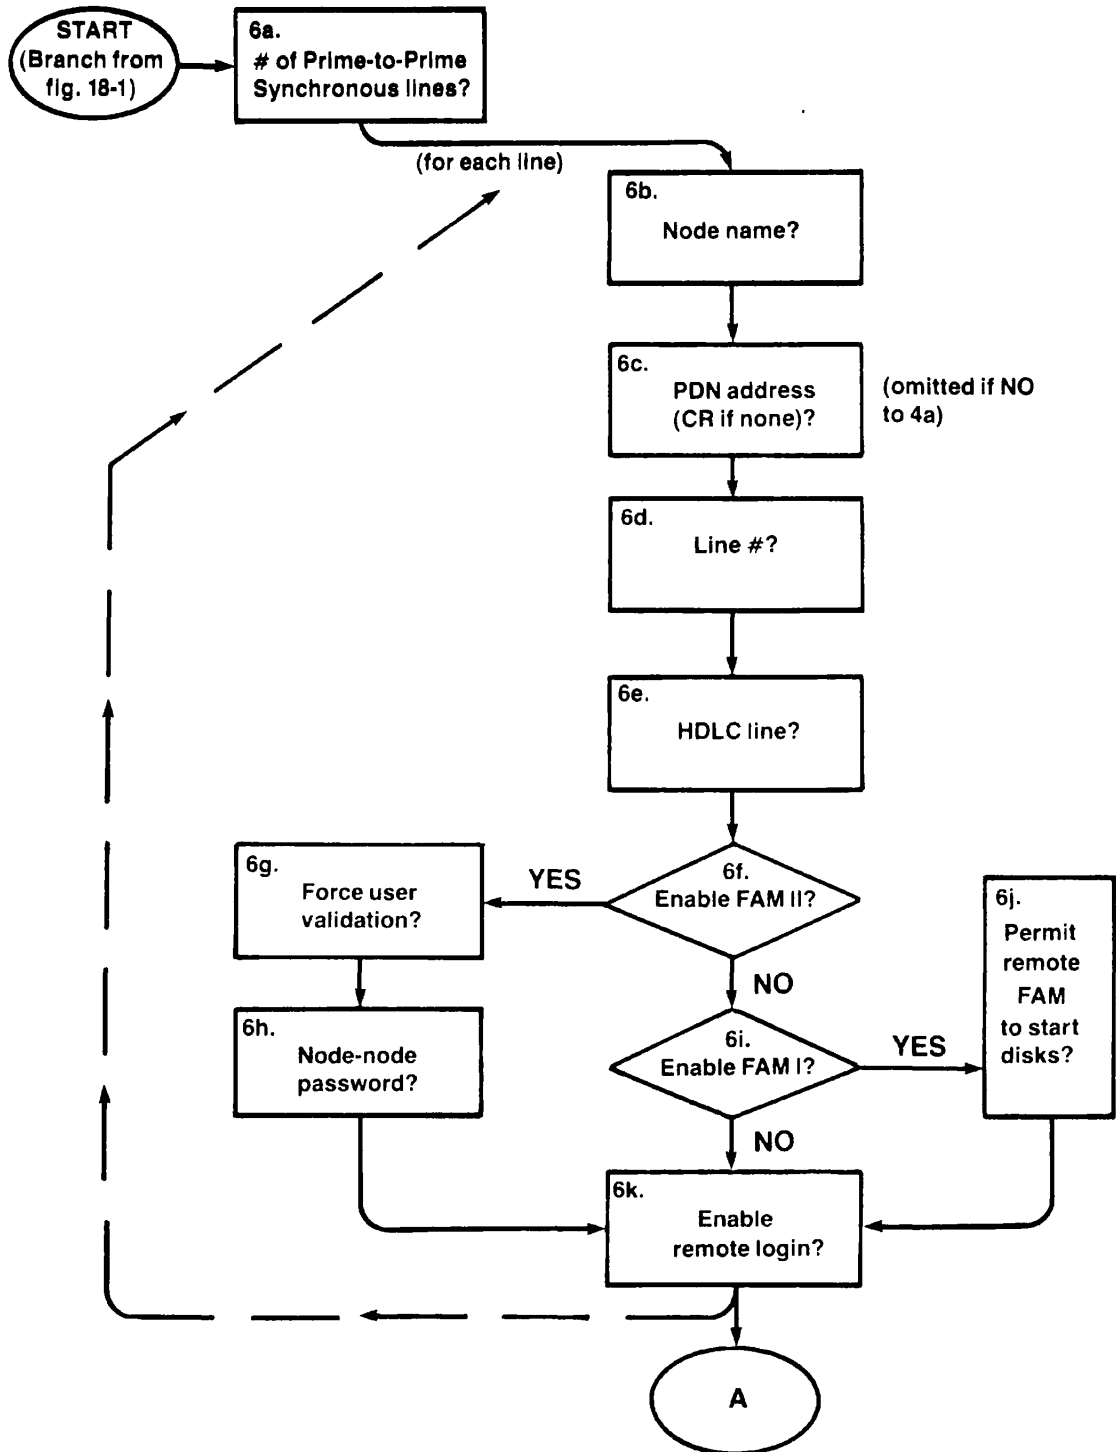 START
(Branch from
fig. 18-1)
6a.
# of Prime-to-Prime
Synchronous lines?
(for each line)
6b.
Node name?
6c.
PDN address
(CR if none)?
(omitted if NO
to 4a)
6d.
Line #?
6e.
HDLC line?
6f.
Enable FAM II?
YES
NO
6g.
Force user
validation?
6h.
Node-node
password?
6i.
Enable FAM I?
YES
NO
6j.
Permit
remote
FAM
to start
disks?
6k.
Enable
remote login?
A